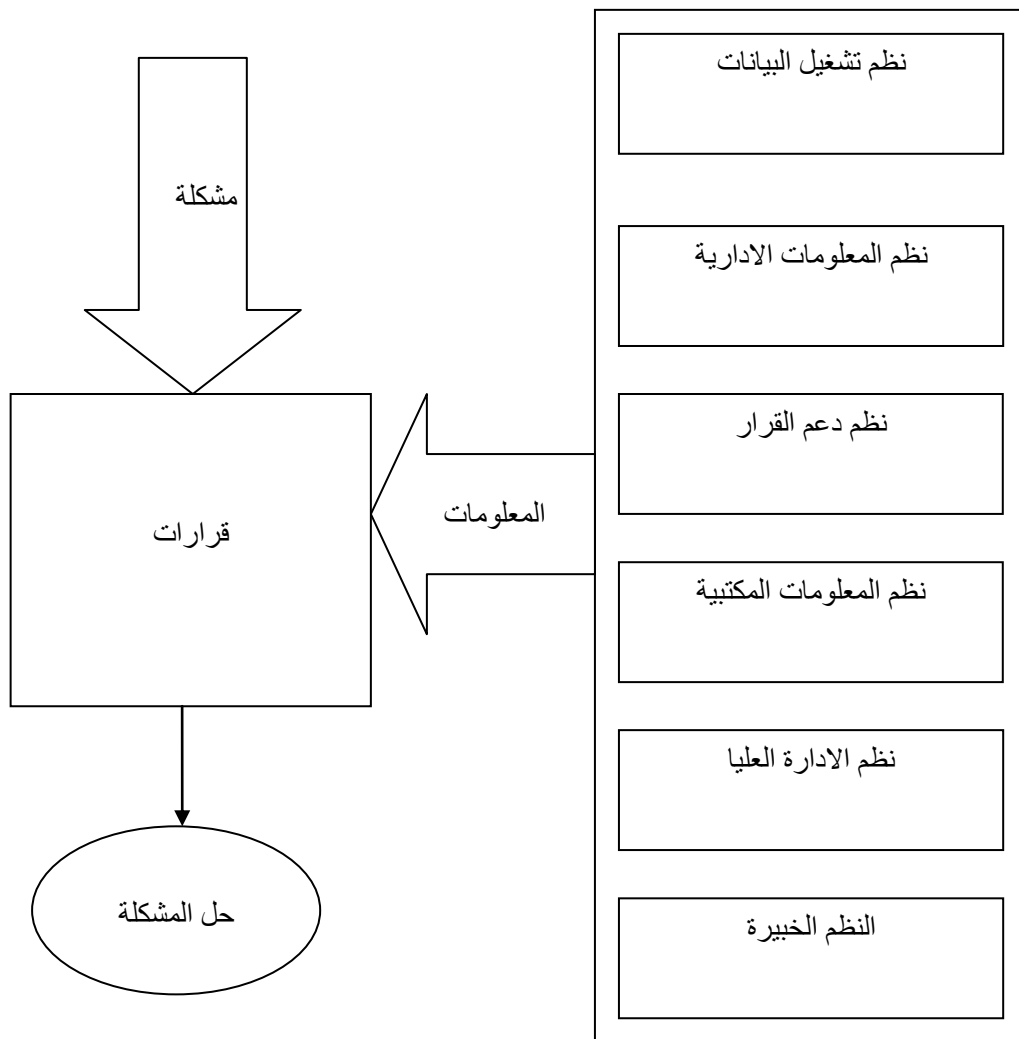 نظم تشغيل البيانات
مشكلة
نظم المعلومات الادارية
نظم دعم القرار
المعلومات
قرارات
نظم المعلومات المكتبية
نظم الادارة العليا
حل المشكلة
النظم الخبيرة